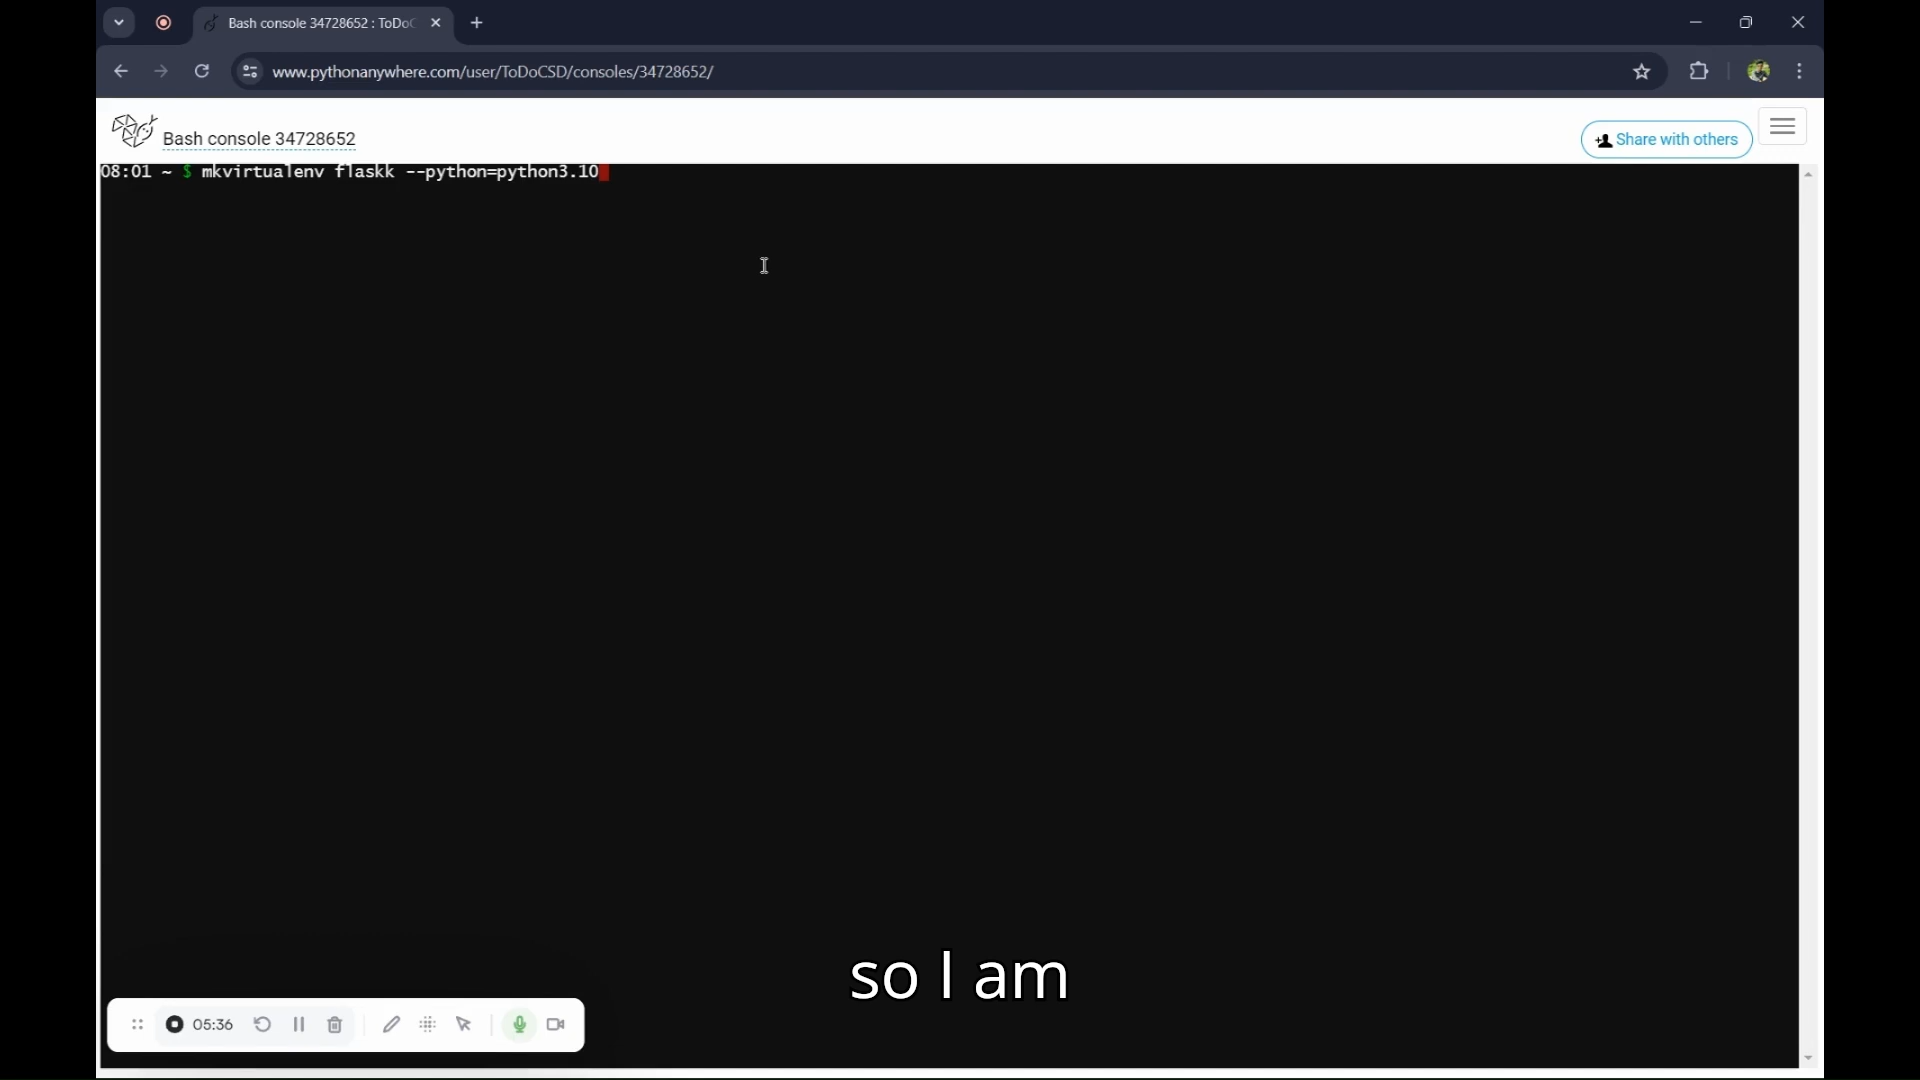 Bash console 34728652 : ToDoC
www.pythonanywhere.com/user/ToDoCSD/consoles/34728652/
Bash console 34728652
Share with others
08:01 ~ $ mkvirtualenv flaskk --python=python3.10
so I am
05:36